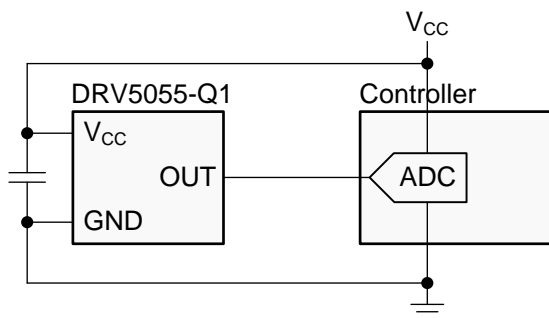 VCC
DRV5055-Q1
Controller
VCC
OUT
ADC
GND